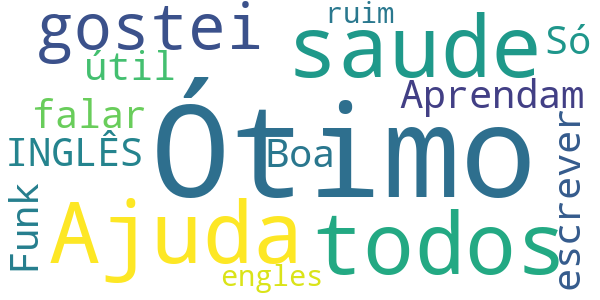 ruim
gostei
saude
Só
útil
Aprendam
falar
Ótimo
INGLÊS
Boa
escrever
Funk
Ajuda
todos
engles